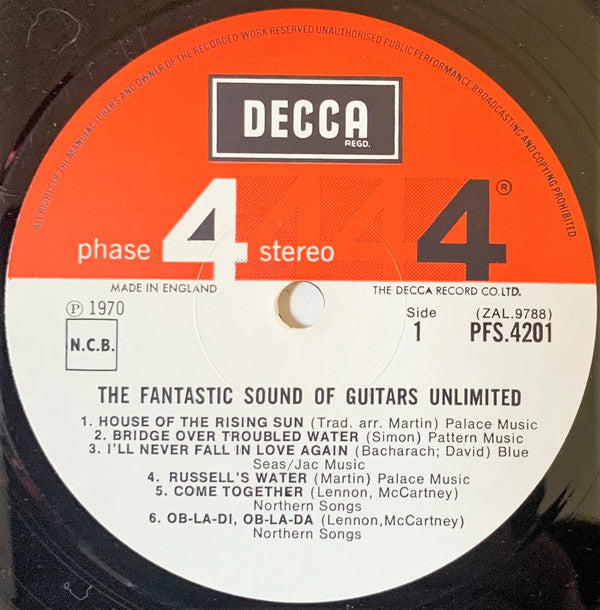 ALL RIGHTS OF THE MANUFACTURERS AND OWNER OF THE RECORDED WORK RESERVED UNAUTHORISED PUBLIC PERFORMANCE, BROADCASTING AND COPYING PROHIBITED.
DECCA
REGD.
phase 4 stereo 4 ®
MADE IN ENGLAND THE DECCA RECORD CO. LTD.
Ⓟ 1970 Side (ZAL.9788)
N.C.B. 1 PFS.4201
THE FANTASTIC SOUND OF GUITARS UNLIMITED
1. HOUSE OF THE RISING SUN (Trad. arr. Martin) Palace Music
2. BRIDGE OVER TROUBLED WATER (Simon) Pattern Music
3. I'LL NEVER FALL IN LOVE AGAIN (Bacharach; David) Blue
Seas/Jac Music
4. RUSSELL'S WATER (Martin) Palace Music
5. COME TOGETHER (Lennon, McCartney)
Northern Songs
6. OB-LA-DI, OB-LA-DA (Lennon,McCartney)
Northern Songs